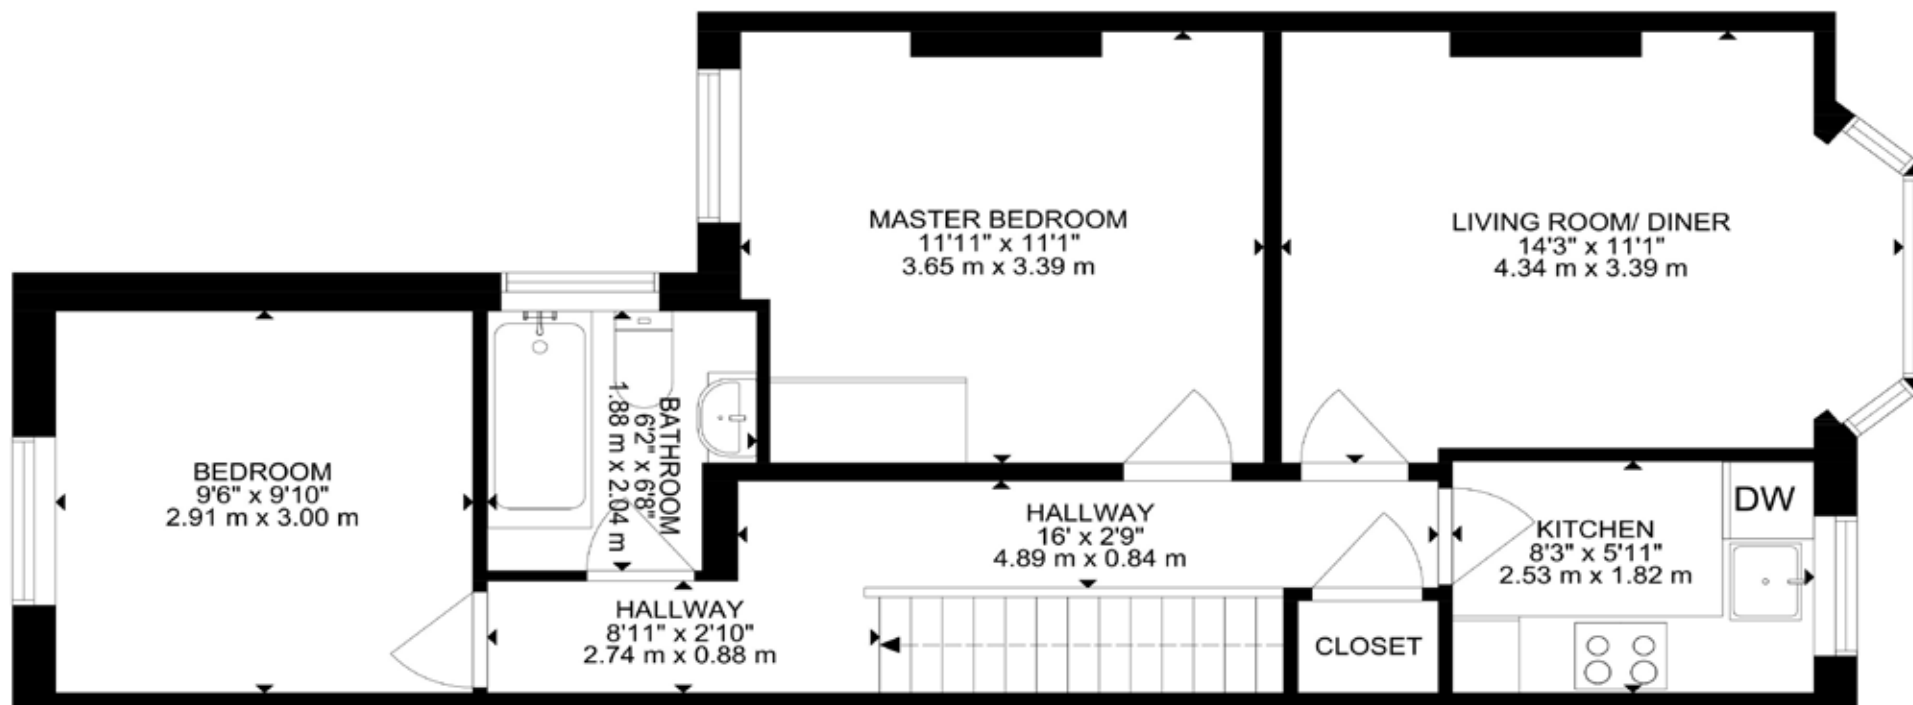 MASTER BEDROOM
11'11" x 11'1"
3.65 m x 3.39 m
LIVING ROOM/ DINER
14'3" x 11'1"
4.34 m x 3.39 m
BEDROOM
9'6" x 9'10"
2.91 m x 3.00 m
BATHROOM
6'2" x 6'8"
1.88 m x 2.04 m
HALLWAY
16' x 2'9"
4.89 m x 0.84 m
DW
KITCHEN
8'3" x 5'11"
2.53 m x 1.82 m
HALLWAY
8'11" x 2'10"
2.74 m x 0.88 m
CLOSET